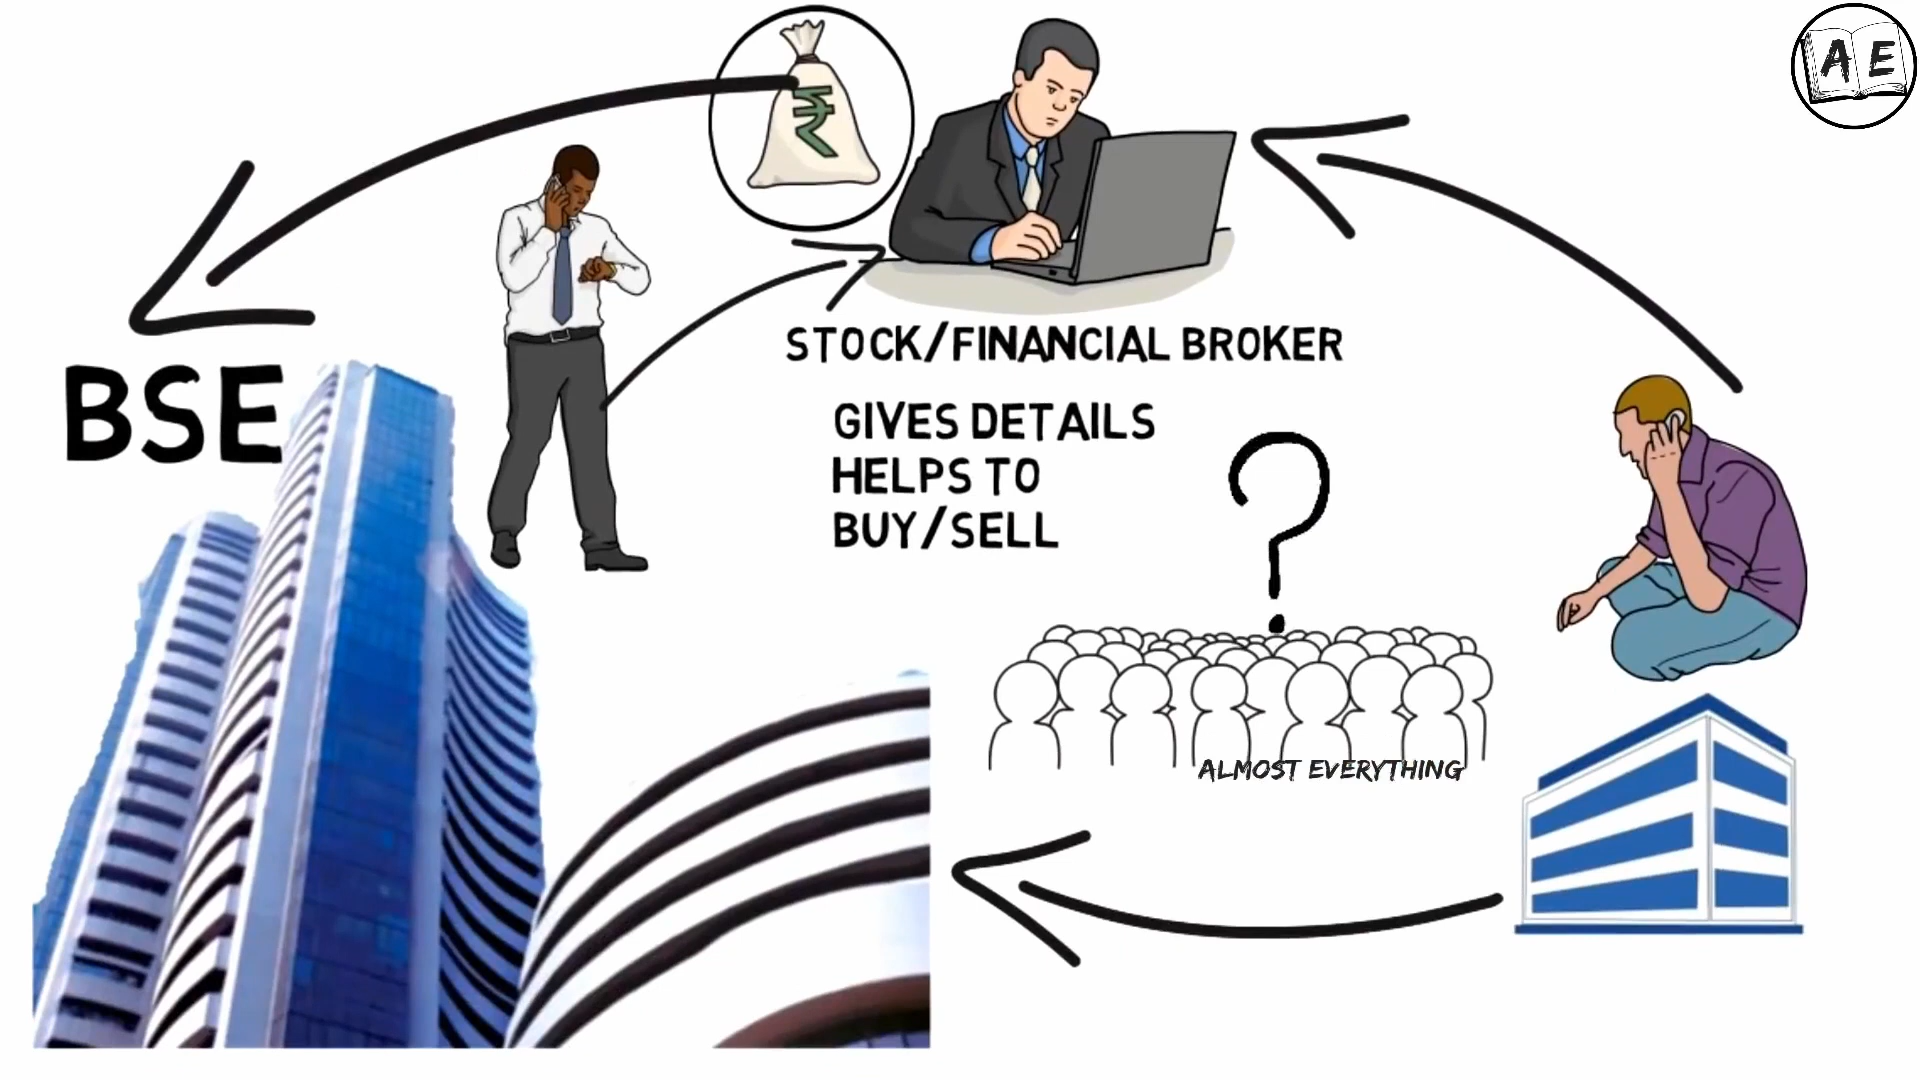 A E
₹
STOCK/FINANCIAL BROKER
BSE
GIVES DETAILS
HELPS TO
BUY/SELL
?
ALMOST EVERYTHING